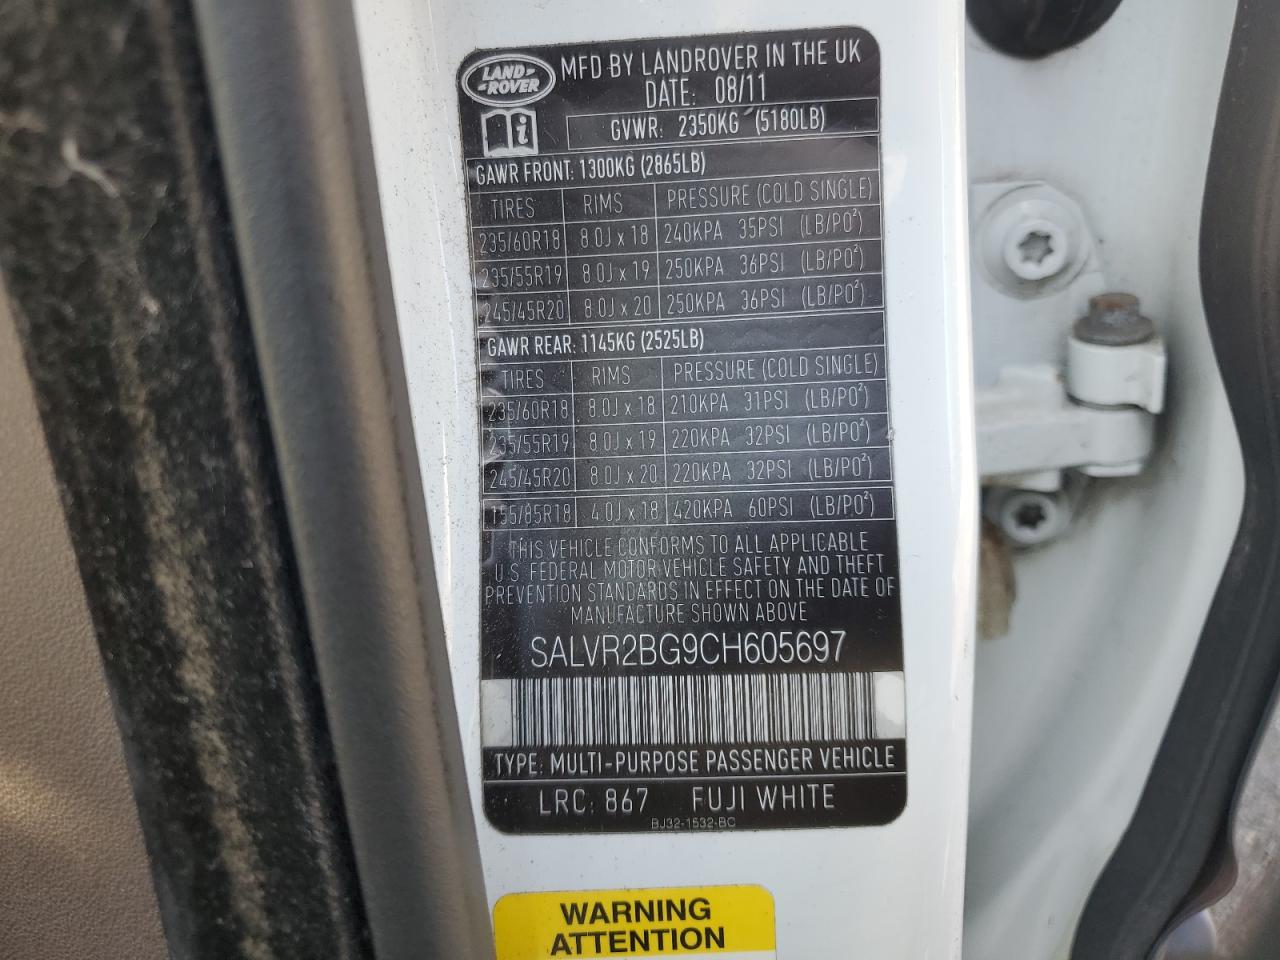 LAND ROVER
MFD BY LANDROVER IN THE UK
DATE: 08/11
GVWR: 2350KG (5180LB)
GAWR FRONT: 1300KG (2865LB)
TIRES RIMS PRESSURE (COLD SINGLE)
235/60R18 8.0J x 18 240KPA 35PSI (LB/PO²)
235/55R19 8.0J x 19 250KPA 36PSI (LB/PO²)
245/45R20 8.0J x 20 250KPA 36PSI (LB/PO²)
GAWR REAR: 1145KG (2525LB)
TIRES RIMS PRESSURE (COLD SINGLE)
235/60R18 8.0J x 18 210KPA 31PSI (LB/PO²)
235/55R19 8.0J x 19 220KPA 32PSI (LB/PO²)
245/45R20 8.0J x 20 220KPA 32PSI (LB/PO²)
155/85R18 4.0J x 18 420KPA 60PSI (LB/PO²)
THIS VEHICLE CONFORMS TO ALL APPLICABLE
U.S. FEDERAL MOTOR VEHICLE SAFETY AND THEFT
PREVENTION STANDARDS IN EFFECT ON THE DATE OF
MANUFACTURE SHOWN ABOVE
SALVR2BG9CH605697
TYPE: MULTI-PURPOSE PASSENGER VEHICLE
LRC: 867 FUJI WHITE
BJ32-1532-BC
WARNING
ATTENTION